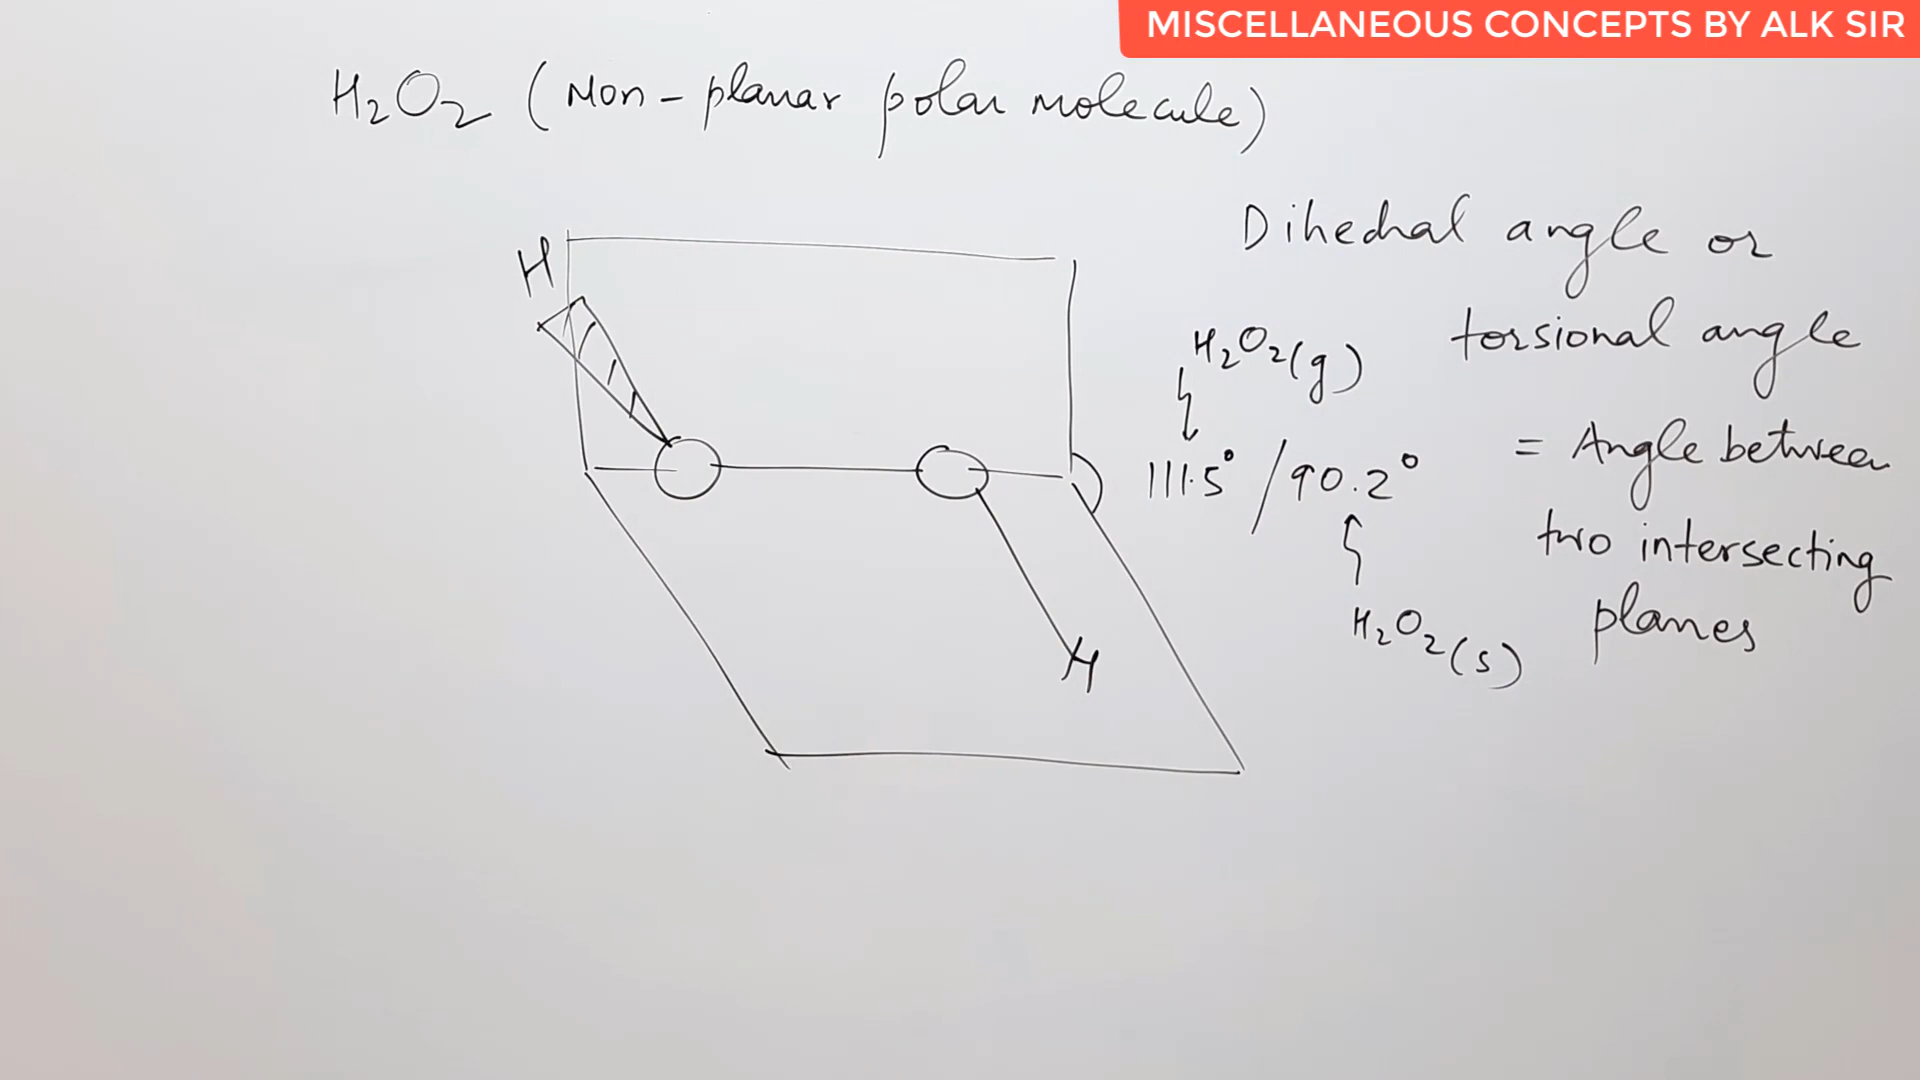 MISCELLANEOUS CONCEPTS BY ALK SIR
H₂O₂ (Non-planar polar molecule)
H
Dihedral angle or
torsional angle
= Angle between
two intersecting
planes
H₂O₂(g)
111.5° / 90.2°
H₂O₂(s)
H